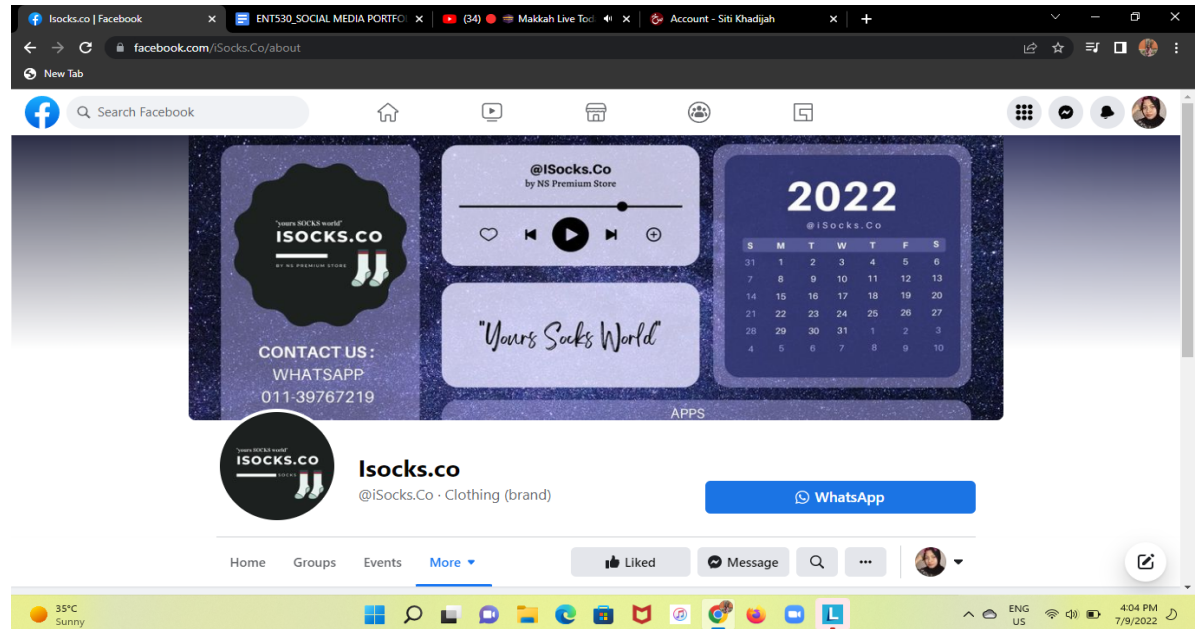 Isocks.co | Facebook
ENT530_SOCIAL MEDIA PORTFO
(34) Makkah Live Tod
Account - Siti Khadijah
facebook.com/iSocks.Co/about
New Tab
Search Facebook
"yours SOCKS world"
ISOCKS.CO
BY NS PREMIUM STORE
CONTACT US :
WHATSAPP
011-39767219
@ISocks.Co
by NS Premium Store
"Yours Socks World"
2022
@iSocks.Co
S M T W T F S
31 1 2 3 4 5 6
7 8 9 10 11 12 13
14 15 16 17 18 19 20
21 22 23 24 25 26 27
28 29 30 31 1 2 3
4 5 6 7 8 9 10
APPS
"yours SOCKS world"
ISOCKS.CO
SOCKS
Isocks.co
@iSocks.Co · Clothing (brand)
WhatsApp
Home Groups Events More
Liked Message
35°C
Sunny
ENG
US
4:04 PM
7/9/2022